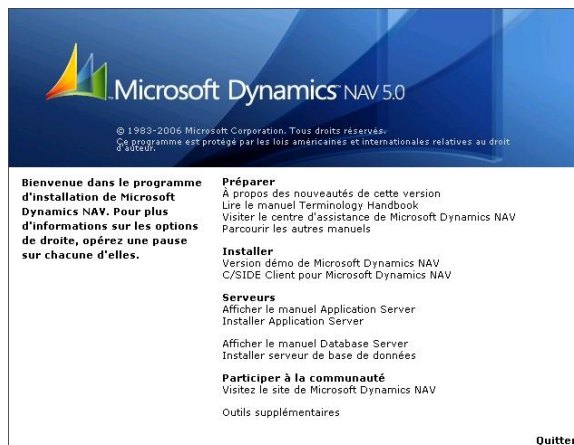 Microsoft Dynamics™ NAV 5.0
© 1983-2006 Microsoft Corporation. Tous droits réservés.
Ce programme est protégé par les lois américaines et internationales relatives au droit
d'auteur.
Bienvenue dans le programme
d'installation de Microsoft
Dynamics NAV. Pour plus
d'informations sur les options
de droite, opérez une pause
sur chacune d'elles.
Préparer
À propos des nouveautés de cette version
Lire le manuel Terminology Handbook
Visiter le centre d'assistance de Microsoft Dynamics NAV
Parcourir les autres manuels
Installer
Version démo de Microsoft Dynamics NAV
C/SIDE Client pour Microsoft Dynamics NAV
Serveurs
Afficher le manuel Application Server
Installer Application Server
Afficher le manuel Database Server
Installer serveur de base de données
Participer à la communauté
Visitez le site de Microsoft Dynamics NAV
Outils supplémentaires
Quitter